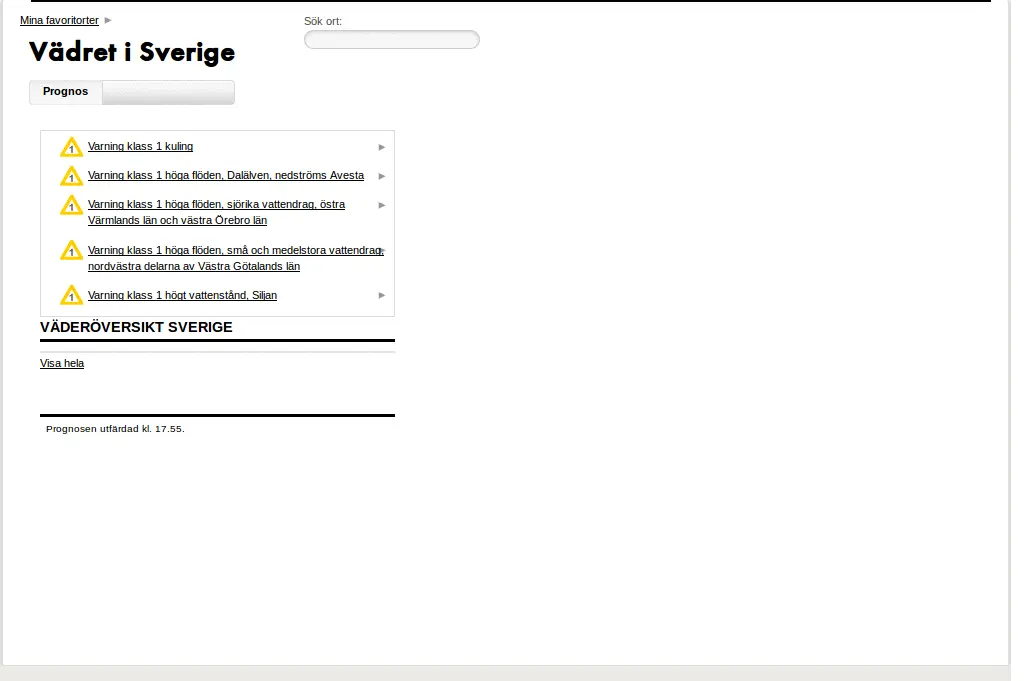 Mina favoritorter
Sök ort:
Vädret i Sverige
Prognos
1 Varning klass 1 kuling
1 Varning klass 1 höga flöden, Dalälven, nedströms Avesta
1 Varning klass 1 höga flöden, sjörika vattendrag, östra
Värmlands län och västra Örebro län
1 Varning klass 1 höga flöden, små och medelstora vattendrag,
nordvästra delarna av Västra Götalands län
1 Varning klass 1 högt vattenstånd, Siljan
VÄDERÖVERSIKT SVERIGE
Visa hela
Prognosen utfärdad kl. 17.55.